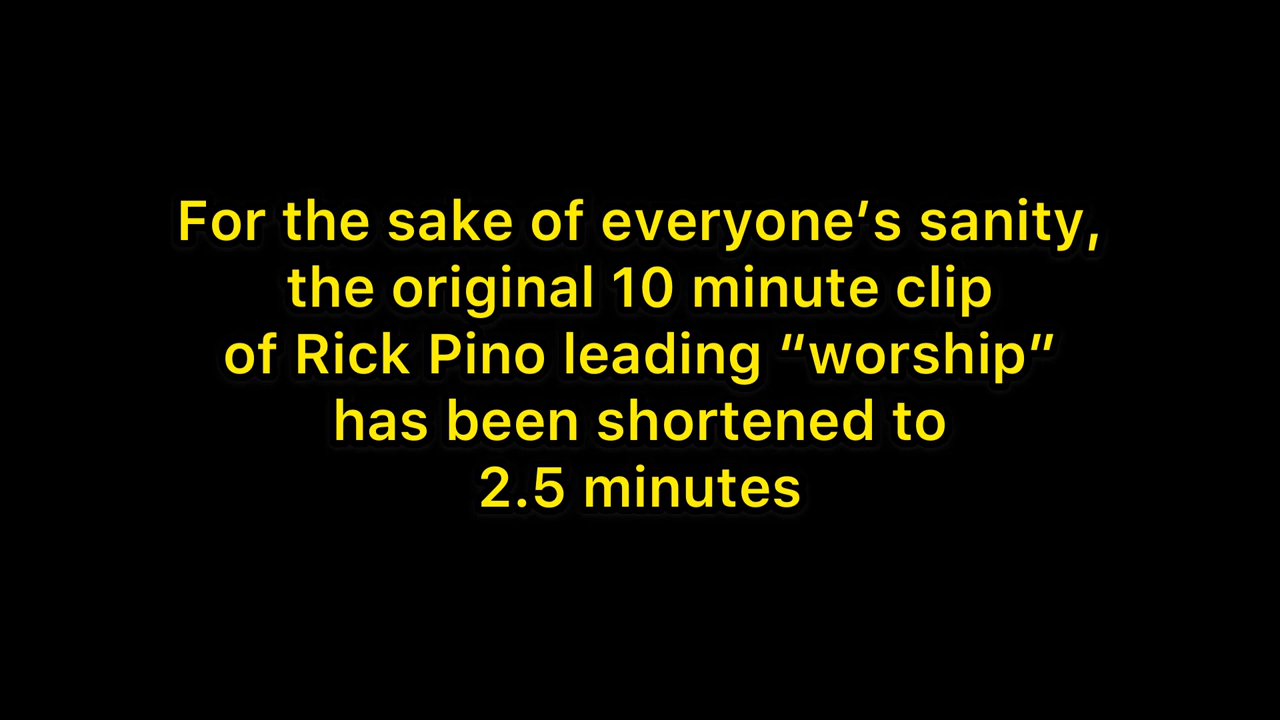 For the sake of everyone’s sanity,
the original 10 minute clip
of Rick Pino leading “worship”
has been shortened to
2.5 minutes